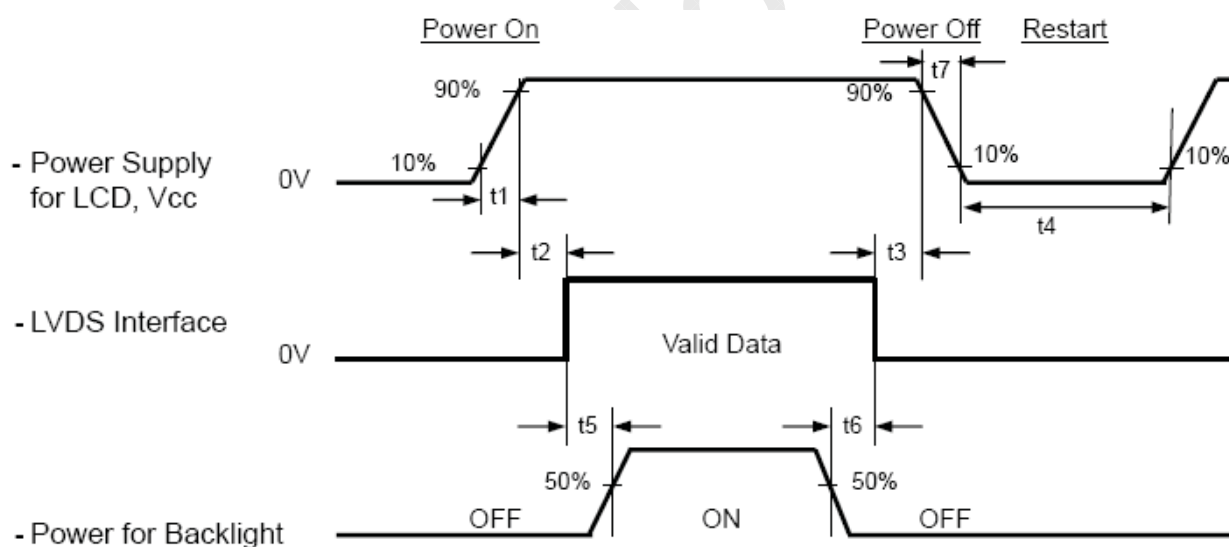 Power On
Power Off Restart
t7
90%
90%
- Power Supply
for LCD, Vcc
0V
10%
10%
10%
t1
t4
t2
t3
- LVDS Interface
0V
Valid Data
t5
t6
50%
50%
- Power for Backlight
OFF
ON
OFF